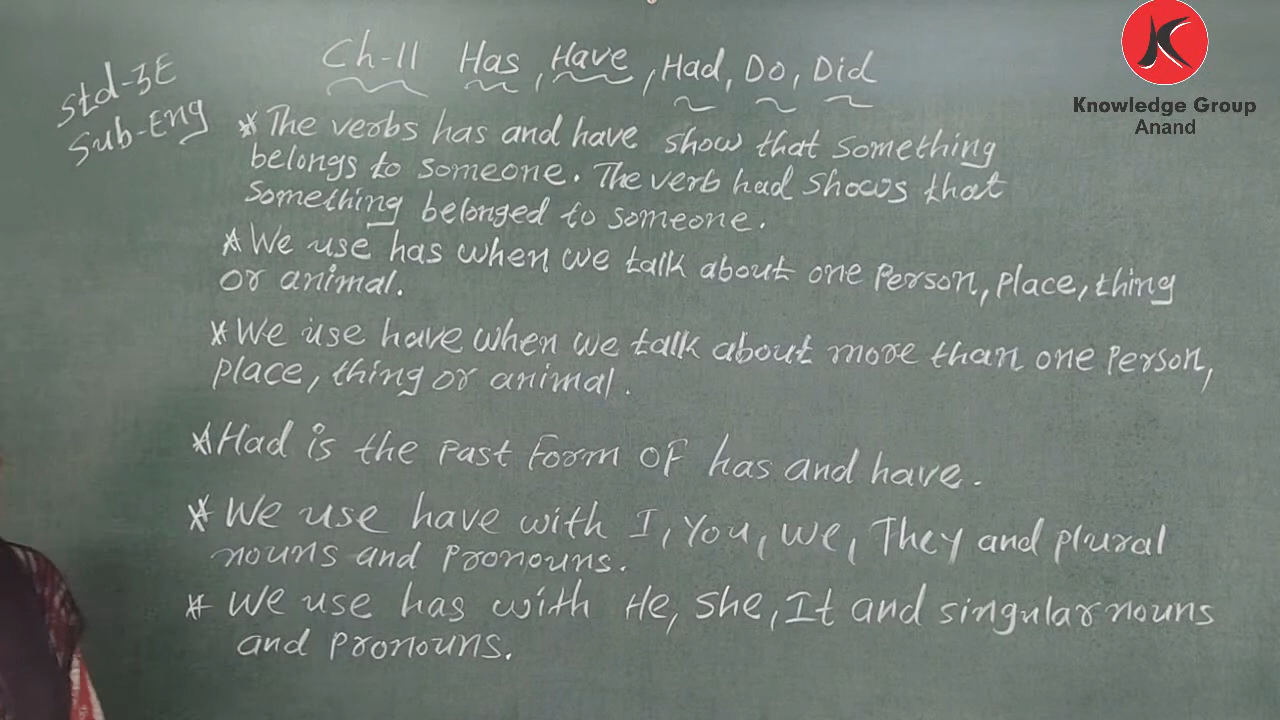 Std-3E
Sub-Eng
Ch-11 Has, Have, Had, Do, Did
* The verbs has and have show that something
belongs to someone. The verb had shows that
something belonged to someone.
* We use has when we talk about one person, place, thing
or animal.
* We use have when we talk about more than one person,
place, thing or animal.
* Had is the past form of has and have.
* We use have with I, You, we, They and plural
nouns and pronouns.
* We use has with He, She, It and singular nouns
and pronouns.
K
Knowledge Group
Anand